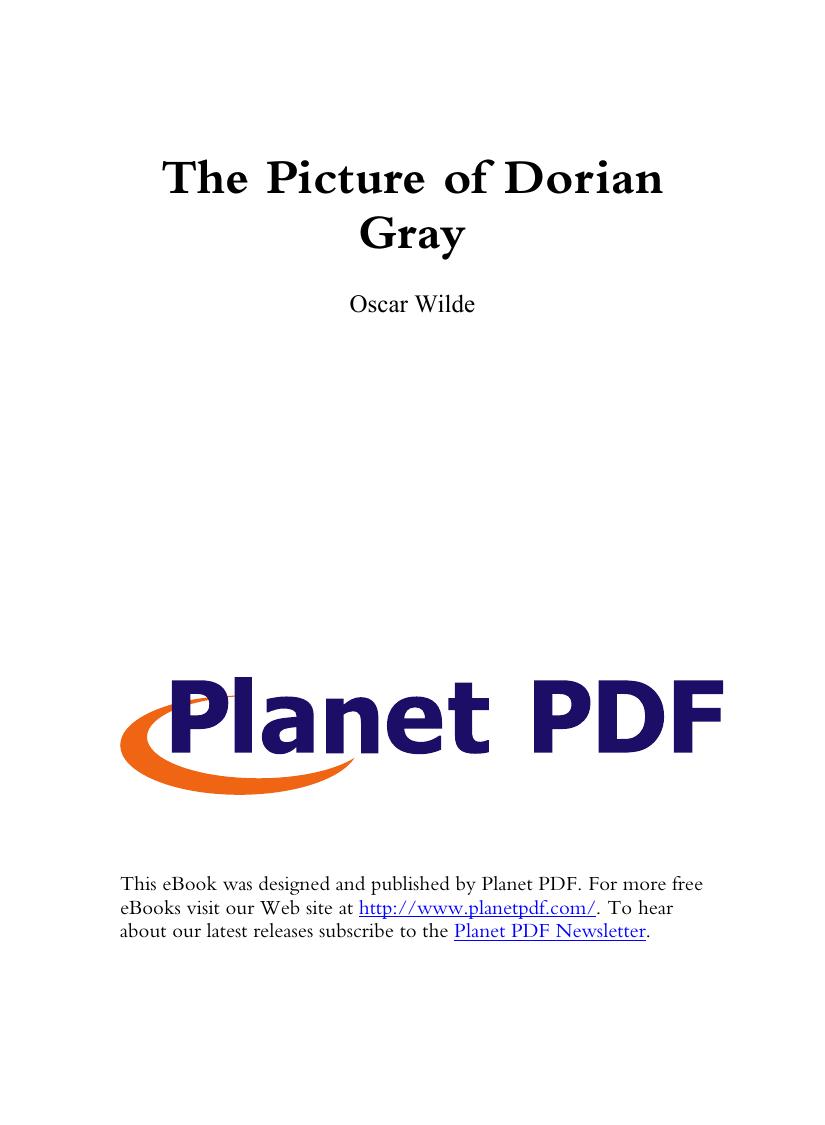 The Picture of Dorian
Gray
Oscar Wilde
Planet PDF
This eBook was designed and published by Planet PDF. For more free
eBooks visit our Web site at http://www.planetpdf.com/. To hear
about our latest releases subscribe to the Planet PDF Newsletter.